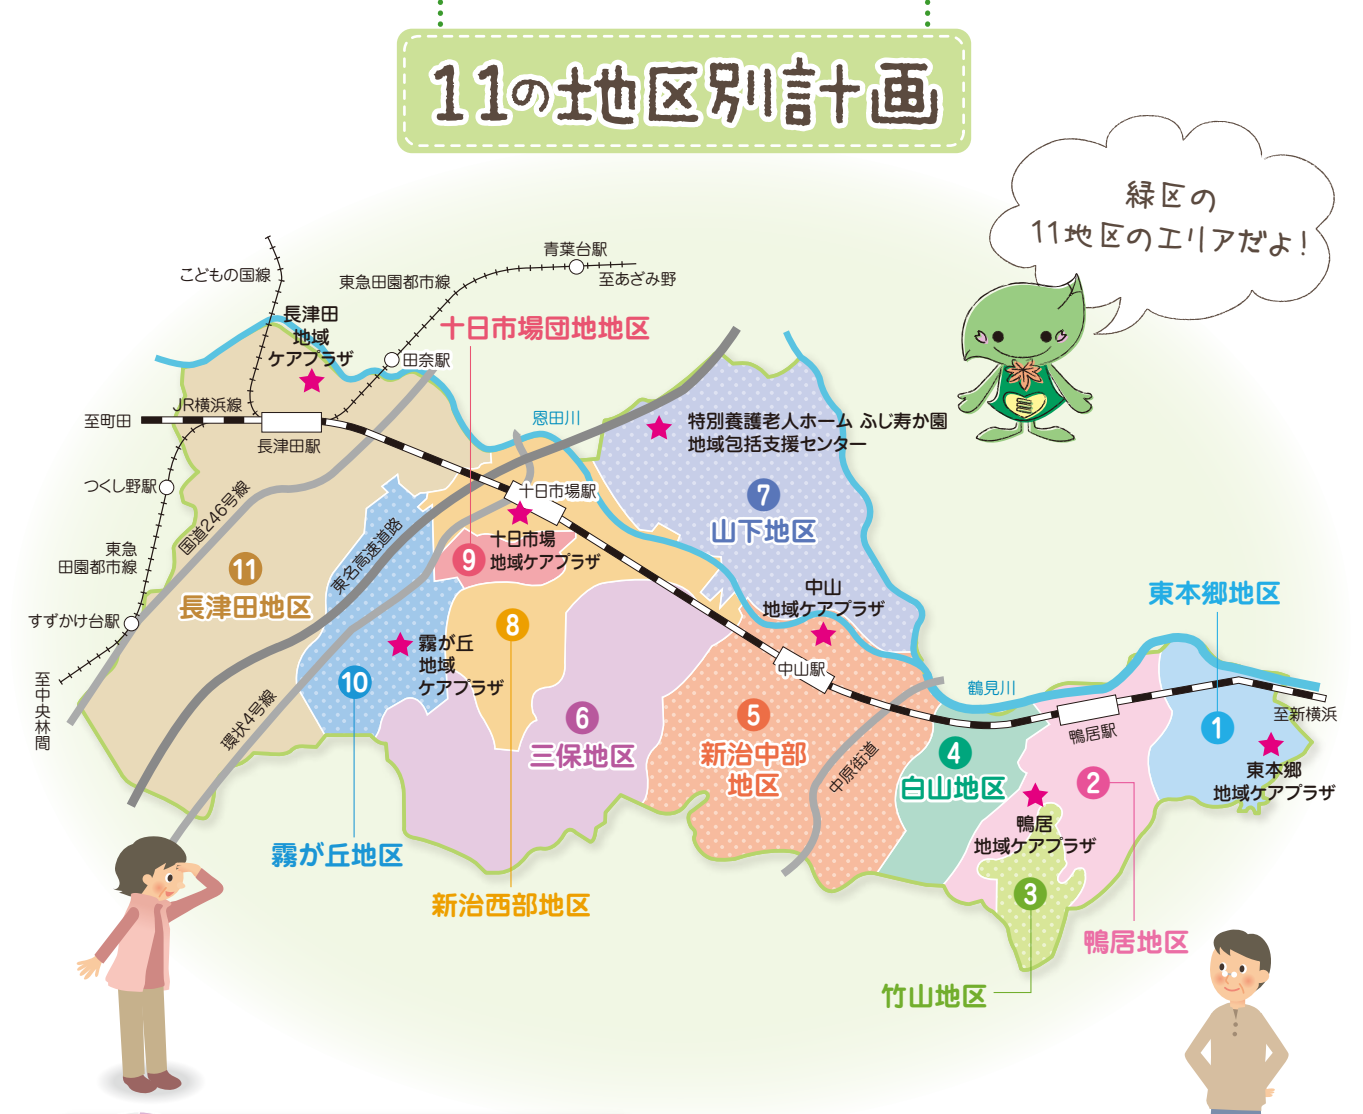 11の地区別計画
緑区の
11地区のエリアだよ!
青葉台駅
至あざみ野
こどもの国線
東急田園都市線
長津田
地域
ケアプラザ
十日市場団地地区
田奈駅
JR横浜線
至町田
長津田駅
恩田川
特別養護老人ホーム ふじ寿か園
地域包括支援センター
つくし野駅
国道246号線
十日市場駅
7
山下地区
東急
田園都市線
東名高速道路
十日市場
地域ケアプラザ
9
11
長津田地区
すずかけ台駅
中山
地域ケアプラザ
東本郷地区
8
霧が丘
地域
ケアプラザ
10
中山駅
鶴見川
至中央林間
環状4号線
6
三保地区
5
新治中部
地区
中原街道
4
白山地区
鴨居駅
至新横浜
1
東本郷
地域ケアプラザ
2
鴨居
地域ケアプラザ
霧が丘地区
新治西部地区
3
鴨居地区
竹山地区